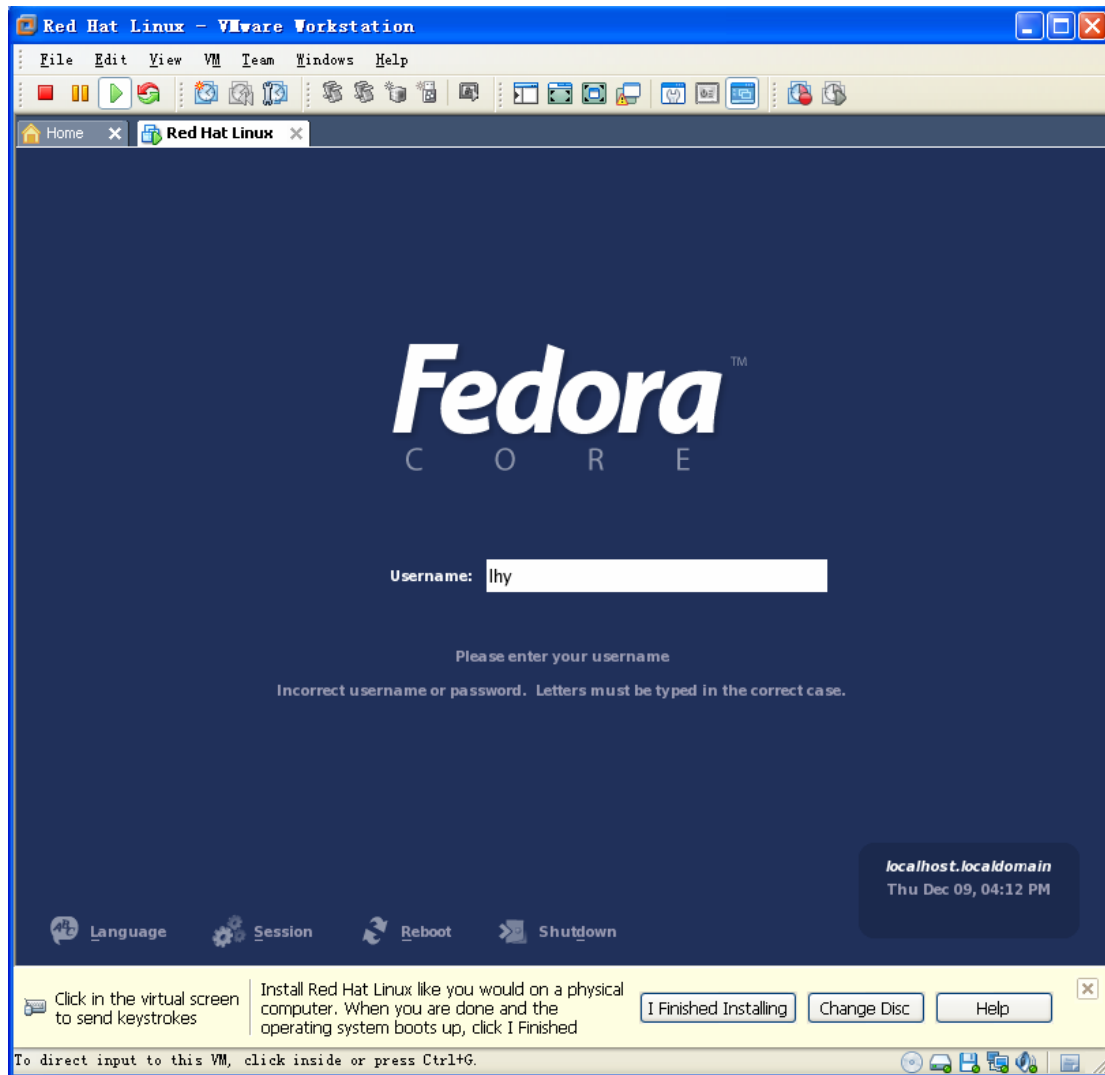 Red Hat Linux - VMware Workstation
File Edit View VM Team Windows Help
Home Red Hat Linux
Fedora™
CORE
Username: lhy
Please enter your username
Incorrect username or password. Letters must be typed in the correct case.
localhost.localdomain
Thu Dec 09, 04:12 PM
Language Session Reboot Shutdown
Click in the virtual screen
to send keystrokes
Install Red Hat Linux like you would on a physical
computer. When you are done and the
operating system boots up, click I Finished
I Finished Installing Change Disc Help
To direct input to this VM, click inside or press Ctrl+G.